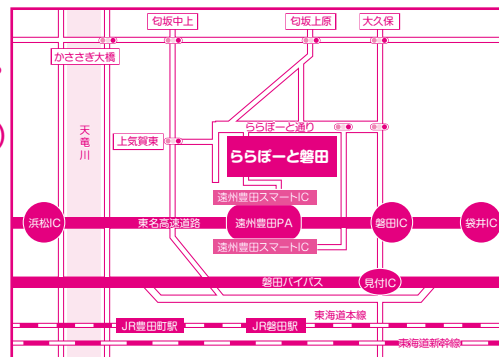 匂坂中上
匂坂上原
大久保
かささぎ大橋
天竜川
上気賀東
ららぽーと通り
ららぽーと磐田
遠州豊田スマートIC
浜松IC
東名高速道路
遠州豊田PA
磐田IC
袋井IC
遠州豊田スマートIC
磐田バイパス
見付IC
東海道本線
JR豊田町駅
JR磐田駅
東海道新幹線